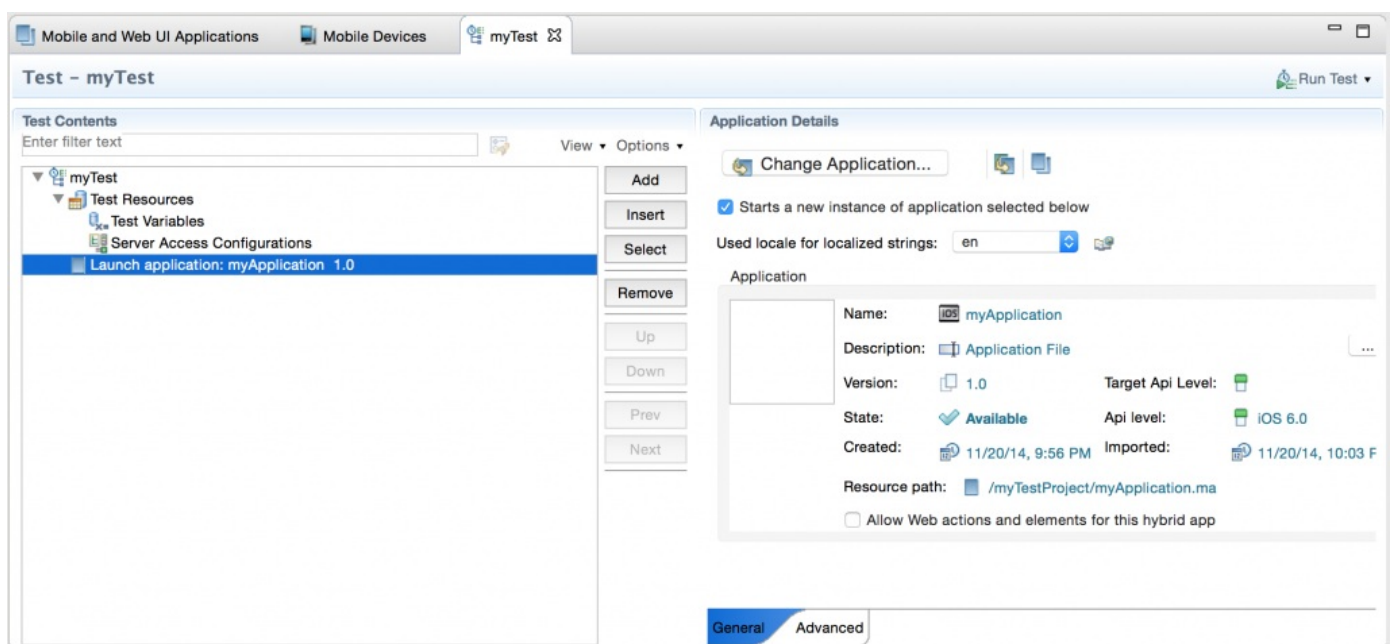 Mobile and Web UI Applications Mobile Devices myTest
Test - myTest Run Test
Test Contents
Enter filter text View Options
myTest
Test Resources
Test Variables
Server Access Configurations
Launch application: myApplication 1.0
Add
Insert
Select
Remove
Up
Down
Prev
Next
Application Details
Change Application...
Starts a new instance of application selected below
Used locale for localized strings: en
Application
Name: iOS myApplication
Description: Application File ...
Version: 1.0 Target Api Level:
State: Available Api level: iOS 6.0
Created: 11/20/14, 9:56 PM Imported: 11/20/14, 10:03 F
Resource path: /myTestProject/myApplication.ma
Allow Web actions and elements for this hybrid app
General Advanced